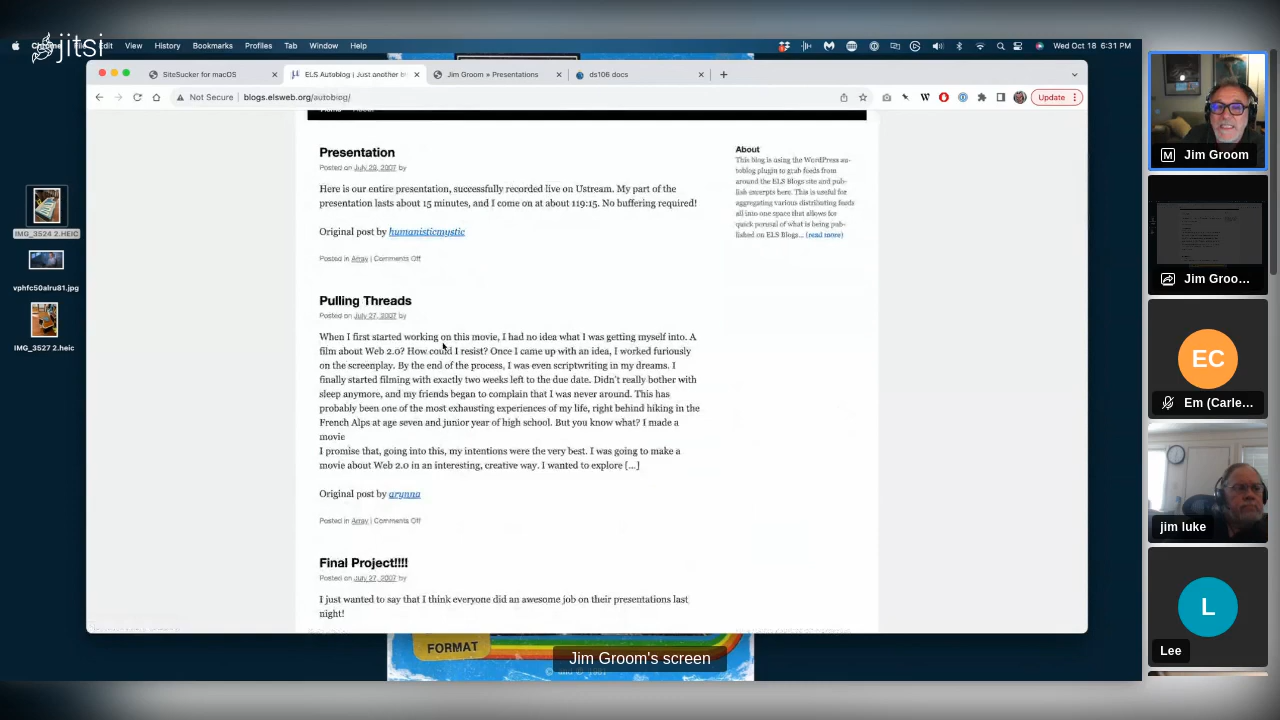 jitsi
Chrome File Edit View History Bookmarks Profiles Tab Window Help
Wed Oct 18 6:31 PM
SiteSucker for macOS
ELS Autoblog | Just another b
Jim Groom » Presentations
ds106 docs
Not Secure | blogs.elsweb.org/autoblog/
Update
Home About
Presentation
Posted on July 29, 2007 by
Here is our entire presentation, successfully recorded live on Ustream. My part of the
presentation lasts about 15 minutes, and I come on at about 119:15. No buffering required!
Original post by humanisticmystic
Posted in Array | Comments Off
Pulling Threads
Posted on July 27, 2007 by
When I first started working on this movie, I had no idea what I was getting myself into. A
film about Web 2.0? How could I resist? Once I came up with an idea, I worked furiously
on the screenplay. By the end of the process, I was even scriptwriting in my dreams. I
finally started filming with exactly two weeks left to the due date. Didn't really bother with
sleep anymore, and my friends began to complain that I was never around. This has
probably been one of the most exhausting experiences of my life, right behind hiking in the
French Alps at age seven and junior year of high school. But you know what? I made a
movie
I promise that, going into this, my intentions were the very best. I was going to make a
movie about Web 2.0 in an interesting, creative way. I wanted to explore [...]
Original post by arynna
Posted in Array | Comments Off
Final Project!!!!
Posted on July 27, 2007 by
I just wanted to say that I think everyone did an awesome job on their presentations last
night!
About
This blog is using the WordPress au-
toblog plugin to grab feeds from
around the ELS Blogs site and pub-
lish excerpts here. This is useful for
aggregating various distributing feeds
all into one space that allows for
quick perusal of what is being pub-
lished on ELS Blogs... (read more)
IMG_3524 2.HEIC
vphfc50alru81.jpg
IMG_3527 2.heic
FORMAT
Jim Groom's screen
M Jim Groom
Jim Groo...
EC
Em (Carle...
jim luke
L
Lee